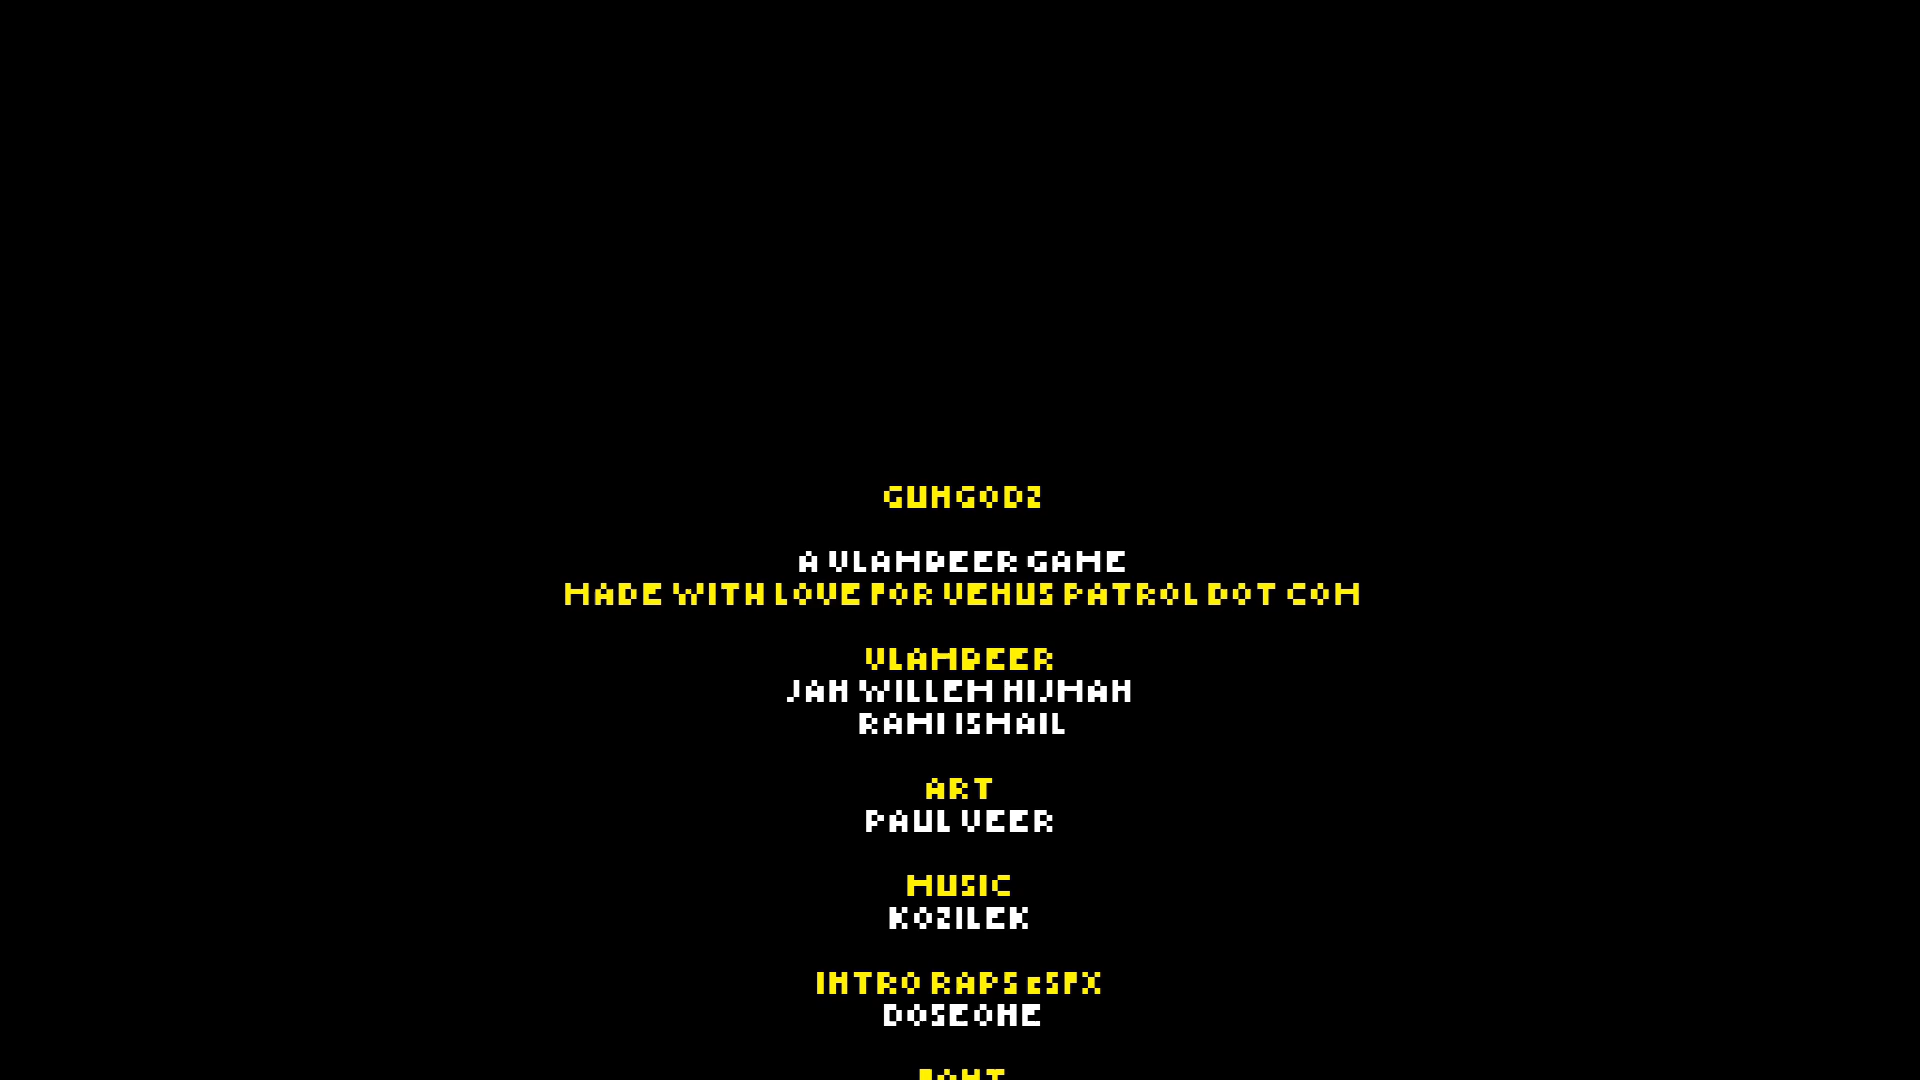 GUNGODZ
A VLAMBEER GAME
MADE WITH LOVE FOR VENUS PATROL DOT COM
VLAMBEER
JAN WILLEM NIJMAN
RAMI ISMAIL
ART
PAUL VEER
MUSIC
KOZILEK
INTRO RAPS & SFX
DOSEONE
FONT